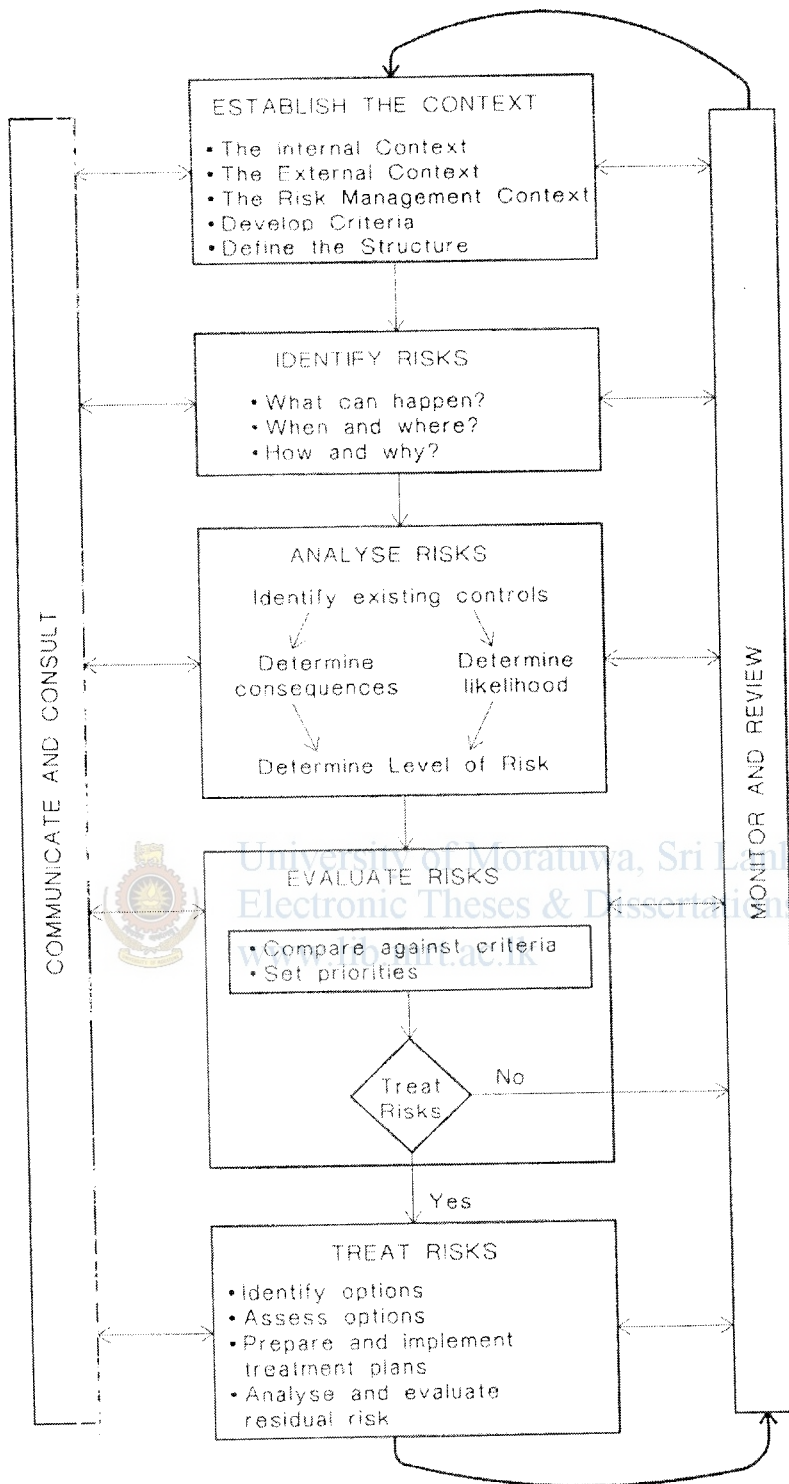 ESTABLISH THE CONTEXT
• The Internal Context
• The External Context
• The Risk Management Context
• Develop Criteria
• Define the Structure
IDENTIFY RISKS
• What can happen?
• When and where?
• How and why?
ANALYSE RISKS
Identify existing controls
Determine
consequences
Determine
likelihood
Determine Level of Risk
EVALUATE RISKS
• Compare against criteria
• Set priorities
Treat
Risks
No
Yes
TREAT RISKS
• Identify options
• Assess options
• Prepare and implement
treatment plans
• Analyse and evaluate
residual risk
COMMUNICATE AND CONSULT
MONITOR AND REVIEW
University of Moratuwa, Sri Lank
Electronic Theses & Dissertations
www.lib.mrt.ac.lk